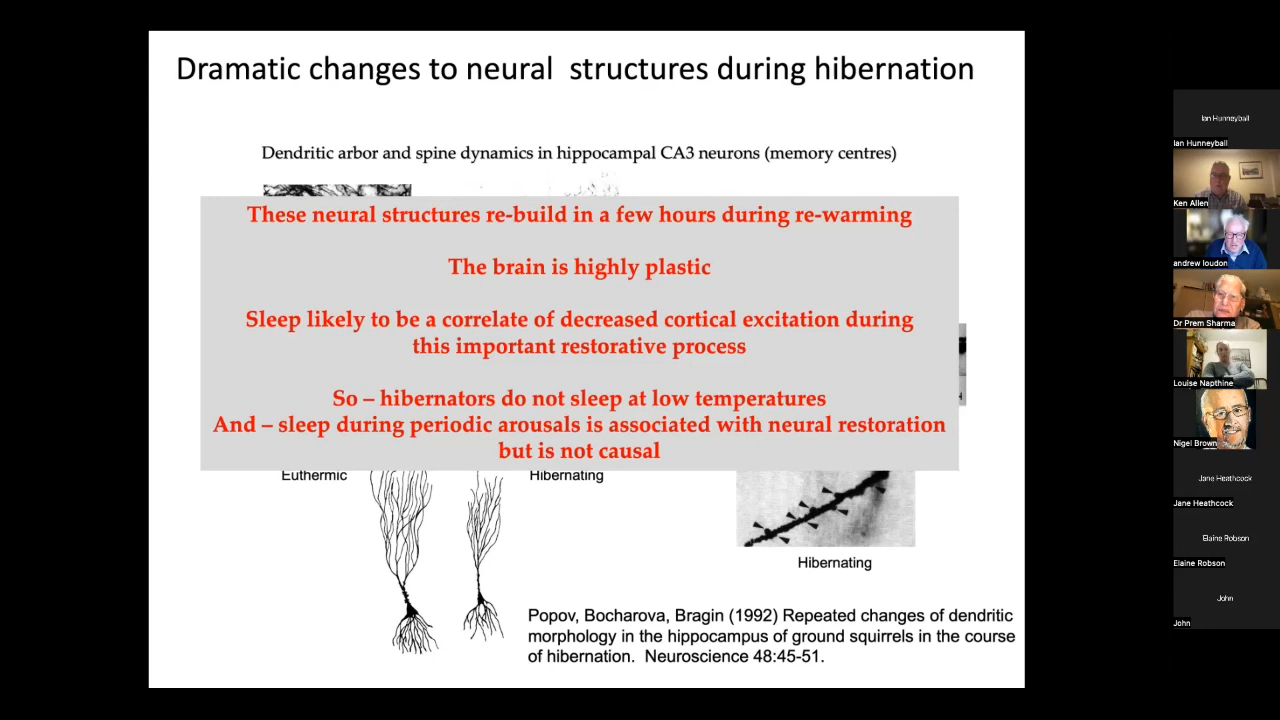 Dramatic changes to neural structures during hibernation
Dendritic arbor and spine dynamics in hippocampal CA3 neurons (memory centres)
These neural structures re-build in a few hours during re-warming
The brain is highly plastic
Sleep likely to be a correlate of decreased cortical excitation during
this important restorative process
So – hibernators do not sleep at low temperatures
And – sleep during periodic arousals is associated with neural restoration
but is not causal
Euthermic
Hibernating
Hibernating
Popov, Bocharova, Bragin (1992) Repeated changes of dendritic
morphology in the hippocampus of ground squirrels in the course
of hibernation. Neuroscience 48:45-51.
Ian Hunneyball
Ian Hunneyball
Ken Allen
andrew loudon
Dr Prem Sharma
Louise Napthine
Nigel Brown
Jane Heathcock
Jane Heathcock
Elaine Robson
Elaine Robson
John
John